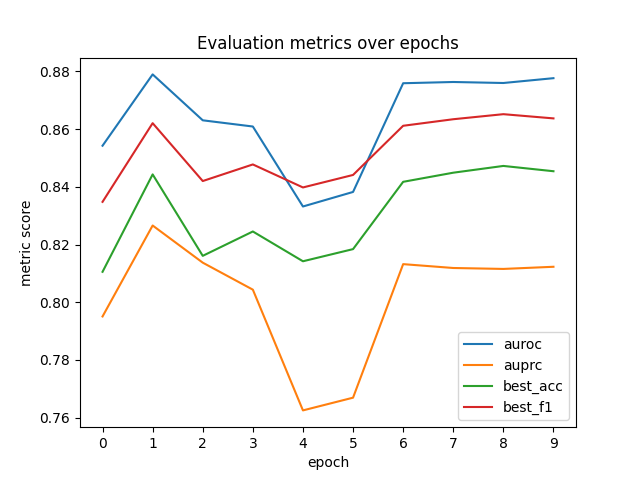 Evaluation metrics over epochs
metric score
0.88
0.86
0.84
0.82
0.80
0.78
0.76
auroc
auprc
best_acc
best_f1
0 1 2 3 4 5 6 7 8 9
epoch